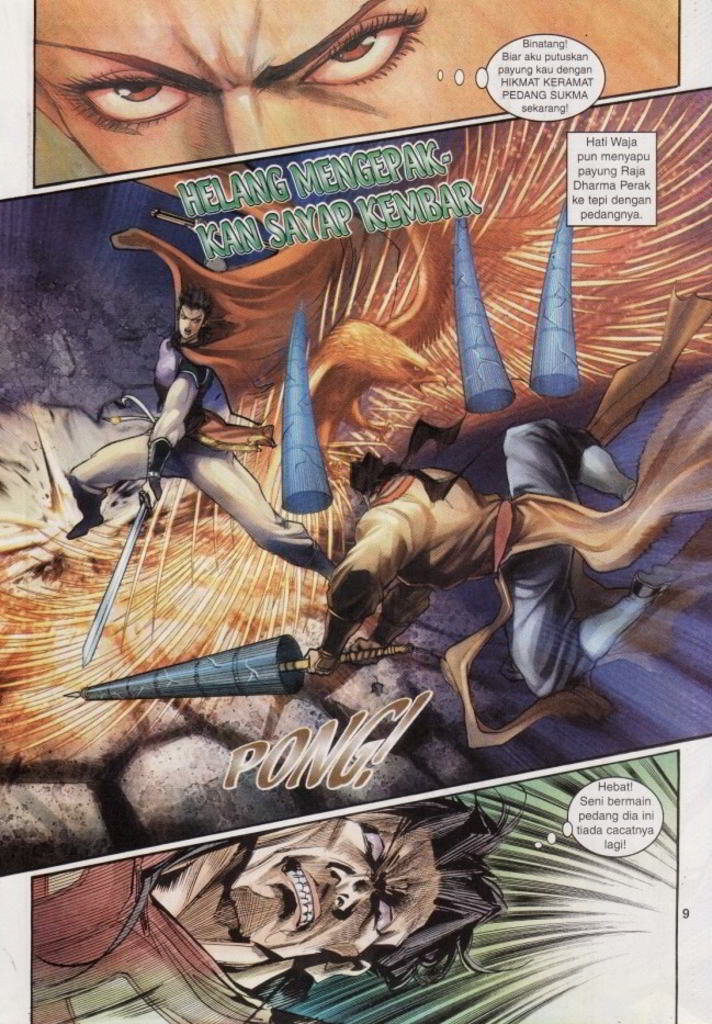 Binatang!
Biar aku putuskan
payung kau dengan
HIKMAT KERAMAT
PEDANG SUKMA
sekarang!
Hati Waja
pun menyapu
payung Raja
Dharma Perak
ke tepi dengan
pedangnya.
HELANG MENGEPAK-
KAN SAYAP KEMBAR
PONG!
Hebat!
Seni bermain
pedang dia ini
tiada cacatnya
lagi!
9